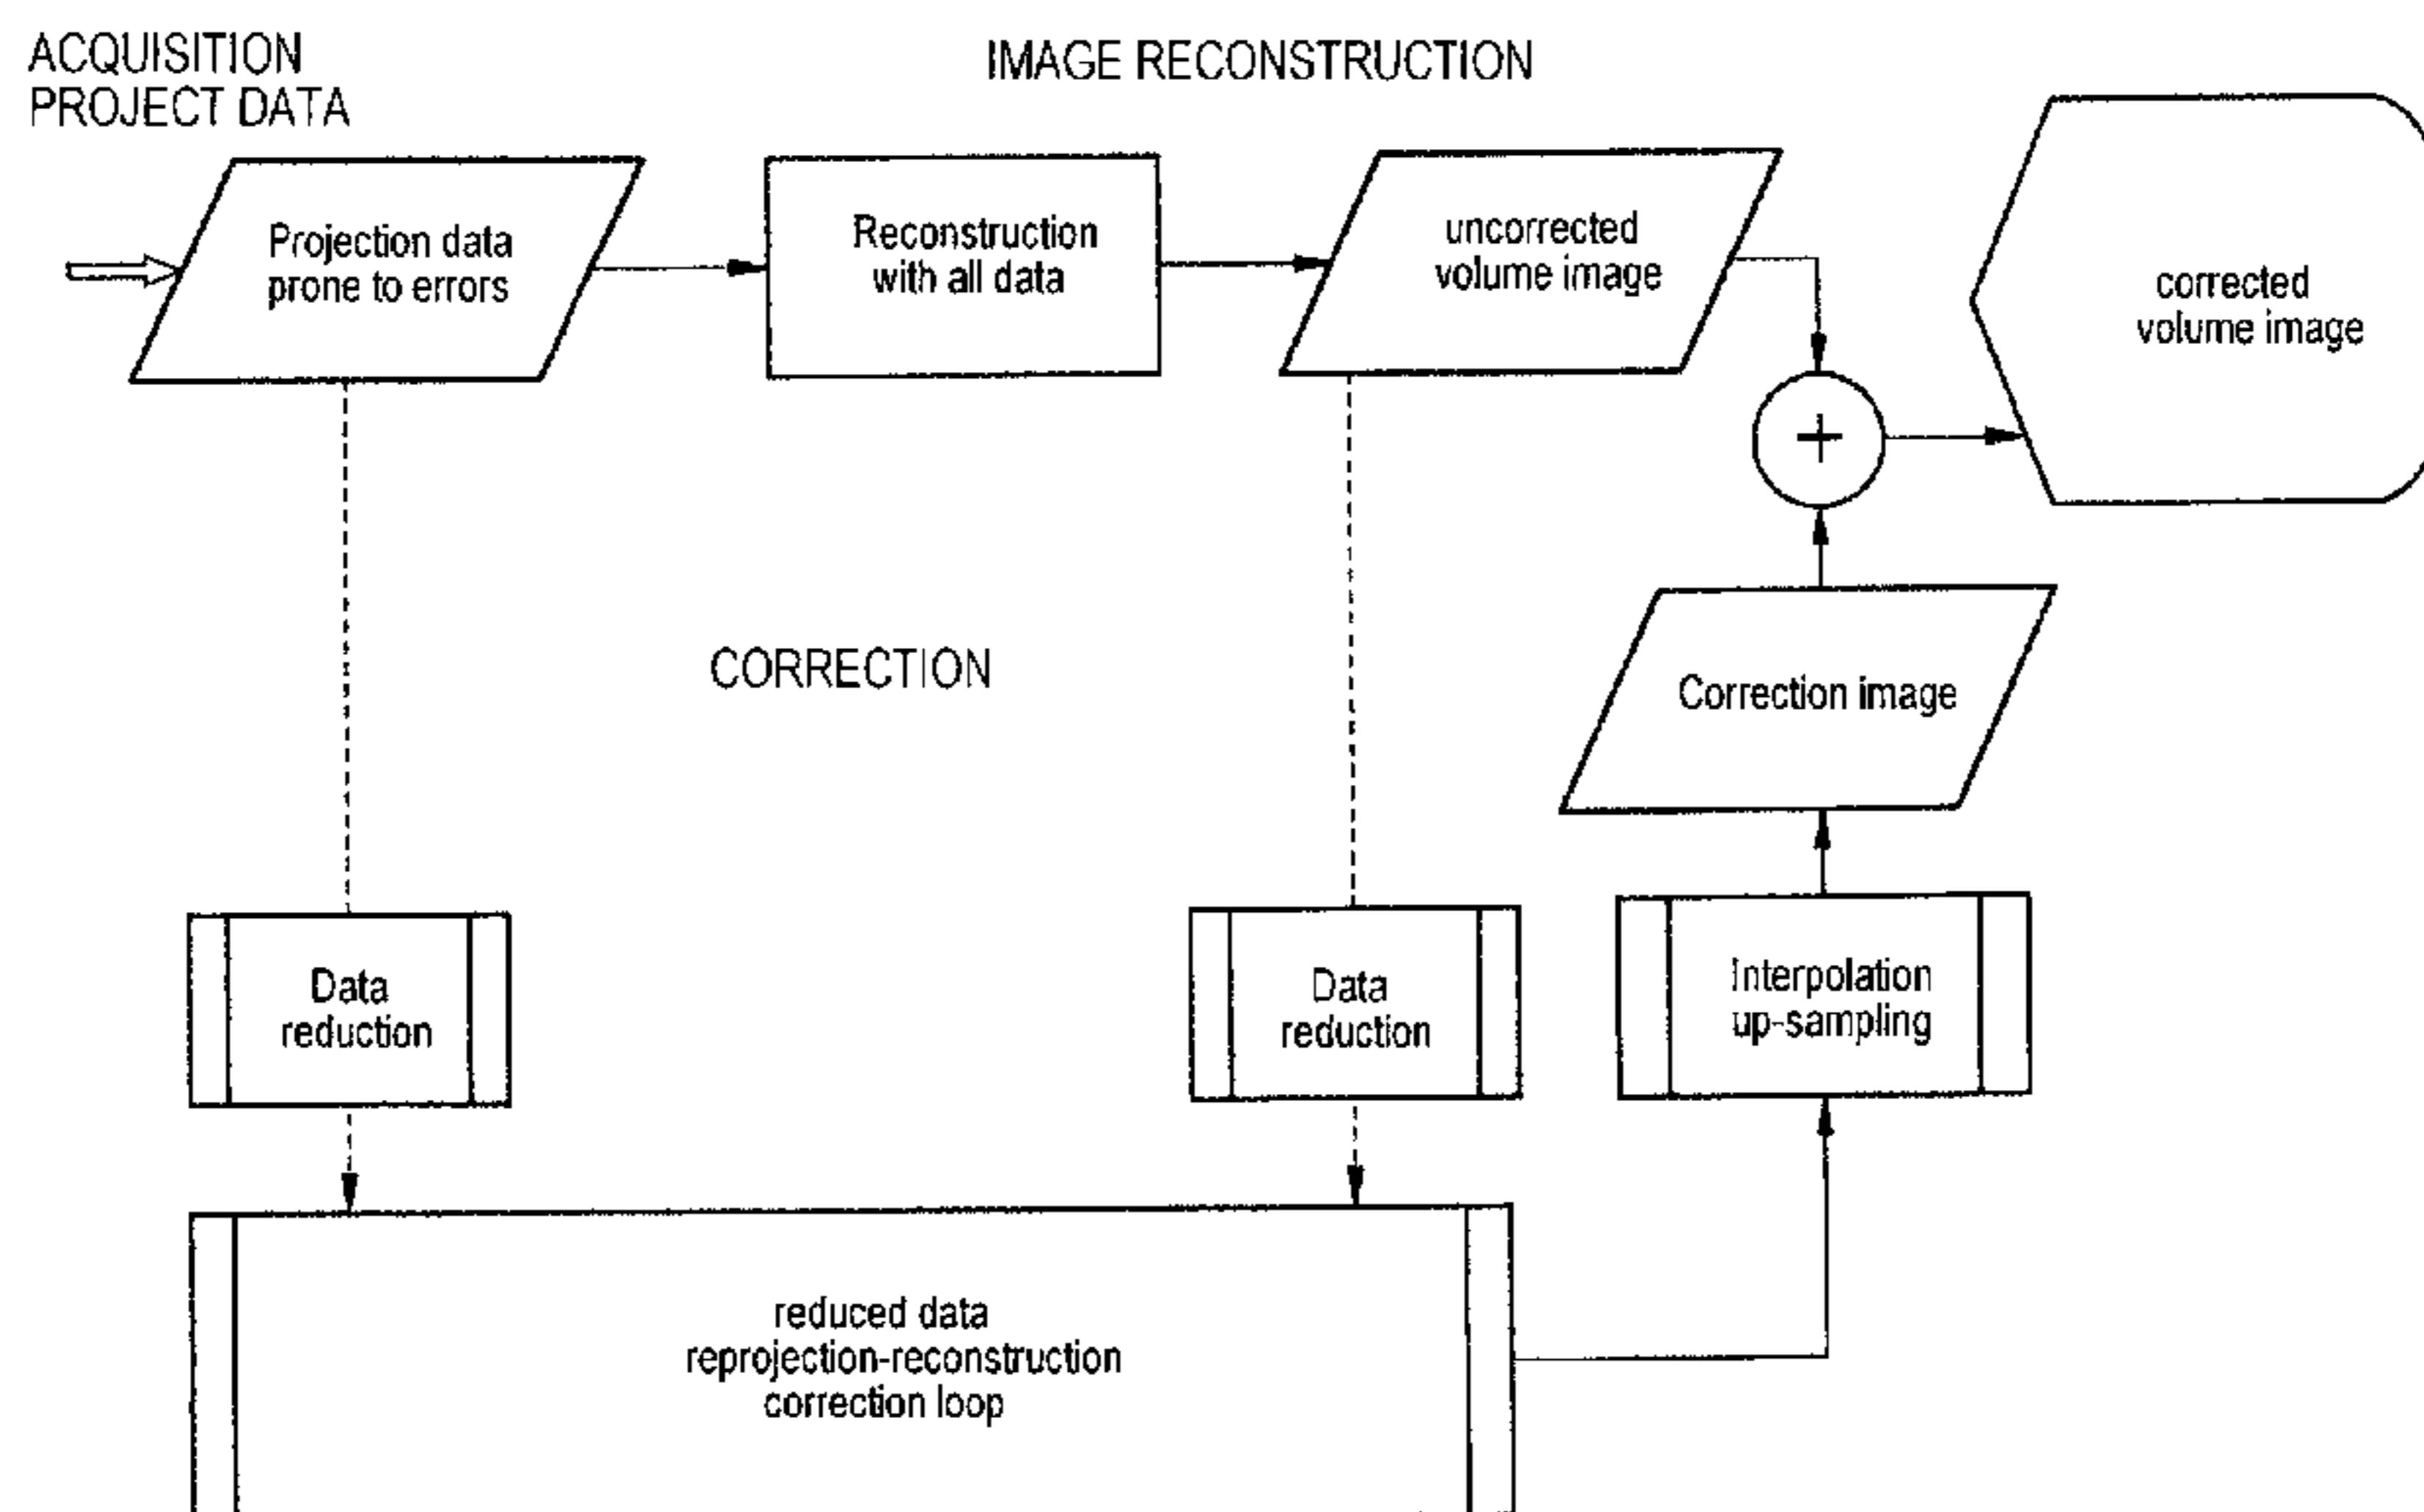 ACQUISITION
PROJECT DATA
IMAGE RECONSTRUCTION
Projection data
prone to errors
Reconstruction
with all data
uncorrected
volume image
corrected
volume image
+
CORRECTION
Correction image
Data
reduction
Data
reduction
Interpolation
up-sampling
reduced data
reprojection-reconstruction
correction loop